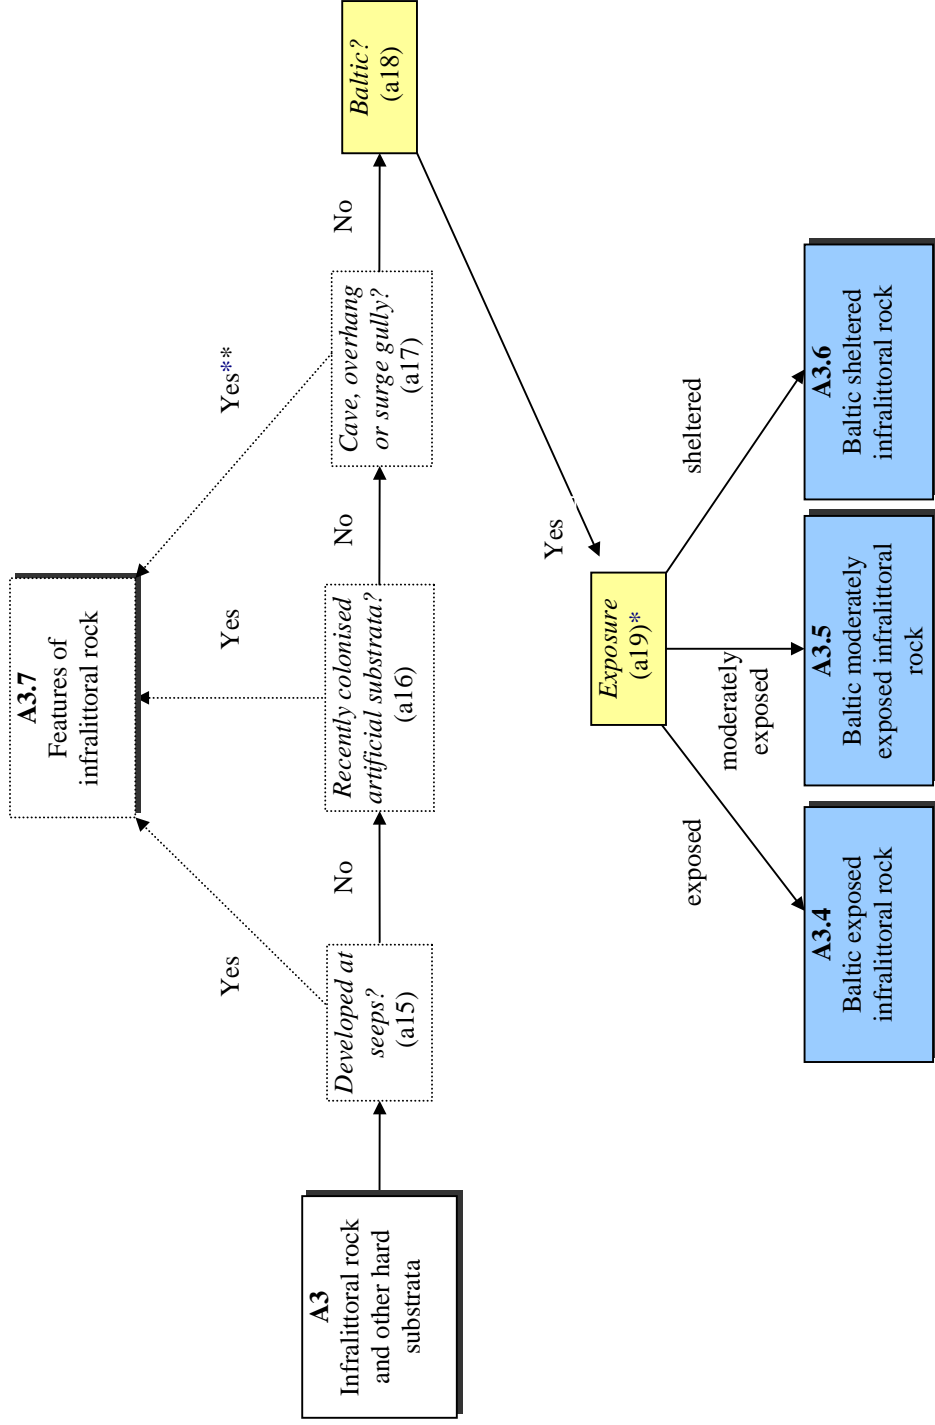 A3
Infralittoral rock
and other hard
substrata
Developed at
seeps?
(a15)
Yes
No
Recently colonised
artificial substrata?
(a16)
Yes
No
Cave, overhang
or surge gully?
(a17)
Yes**
No
A3.7
Features of
infralittoral rock
Baltic?
(a18)
Yes
Exposure
(a19)*
exposed
moderately
exposed
sheltered
A3.4
Baltic exposed
infralittoral rock
A3.5
Baltic moderately
exposed infralittoral
rock
A3.6
Baltic sheltered
infralittoral rock